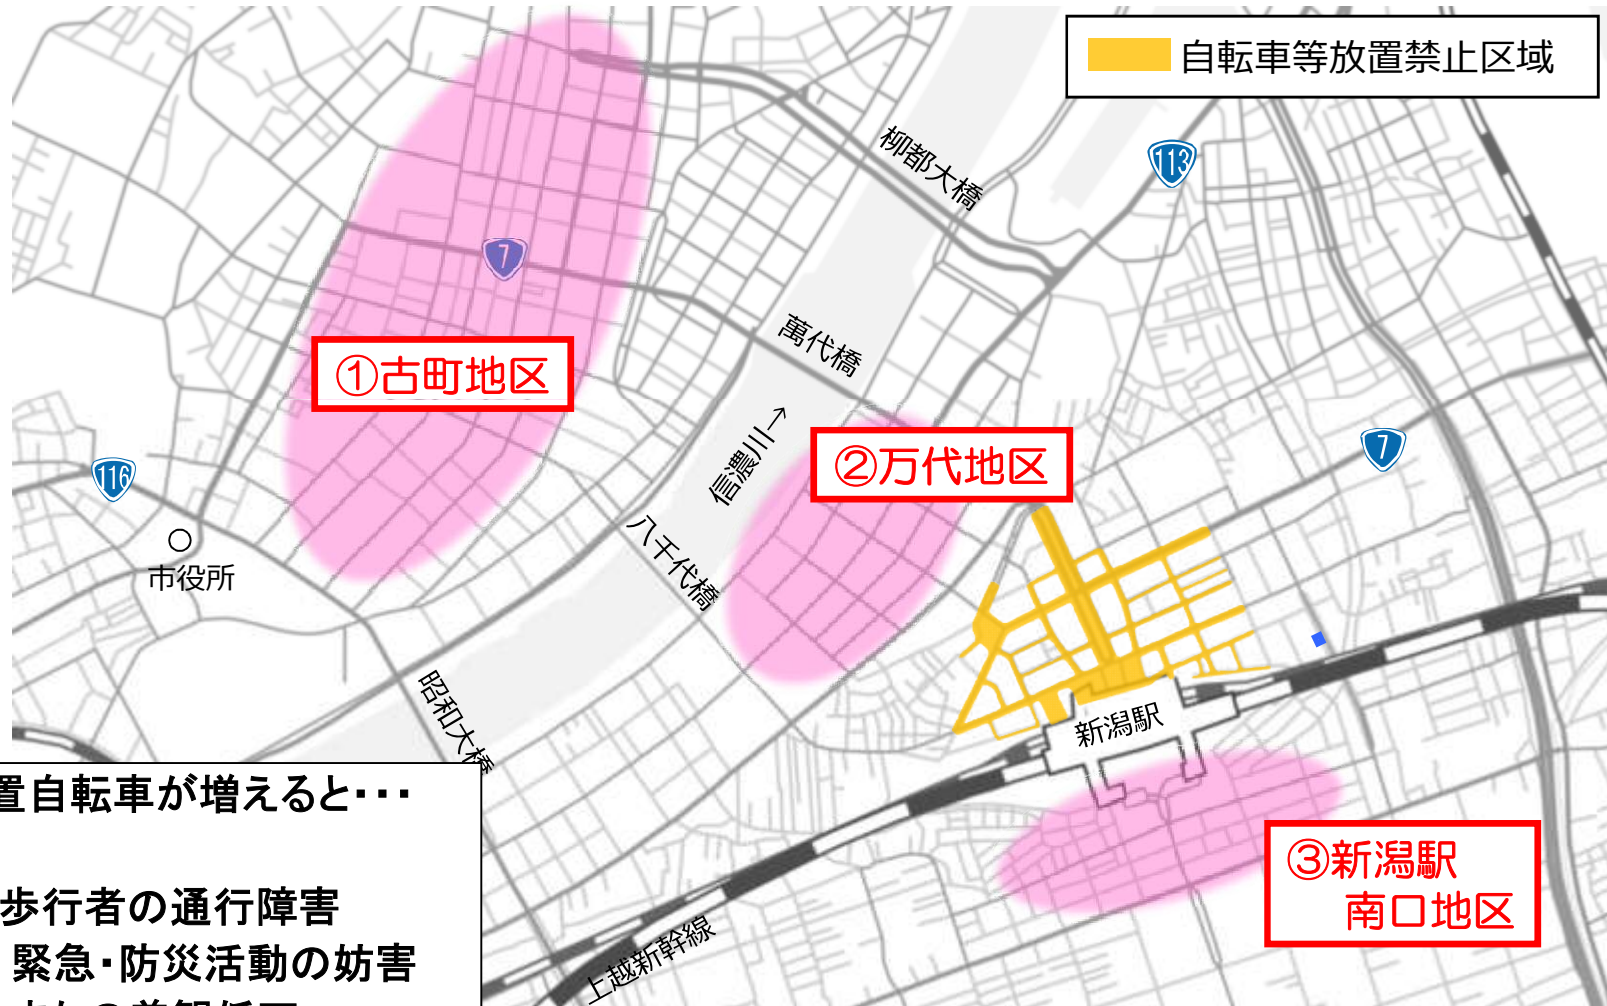 自転車等放置禁止区域
柳都大橋
113
7
萬代橋
①古町地区
信濃川→
②万代地区
7
116
市役所
八千代橋
昭和大橋
新潟駅
③新潟駅
南口地区
上越新幹線
置自転車が増えると・・・
歩行者の通行障害
緊急・防災活動の妨害